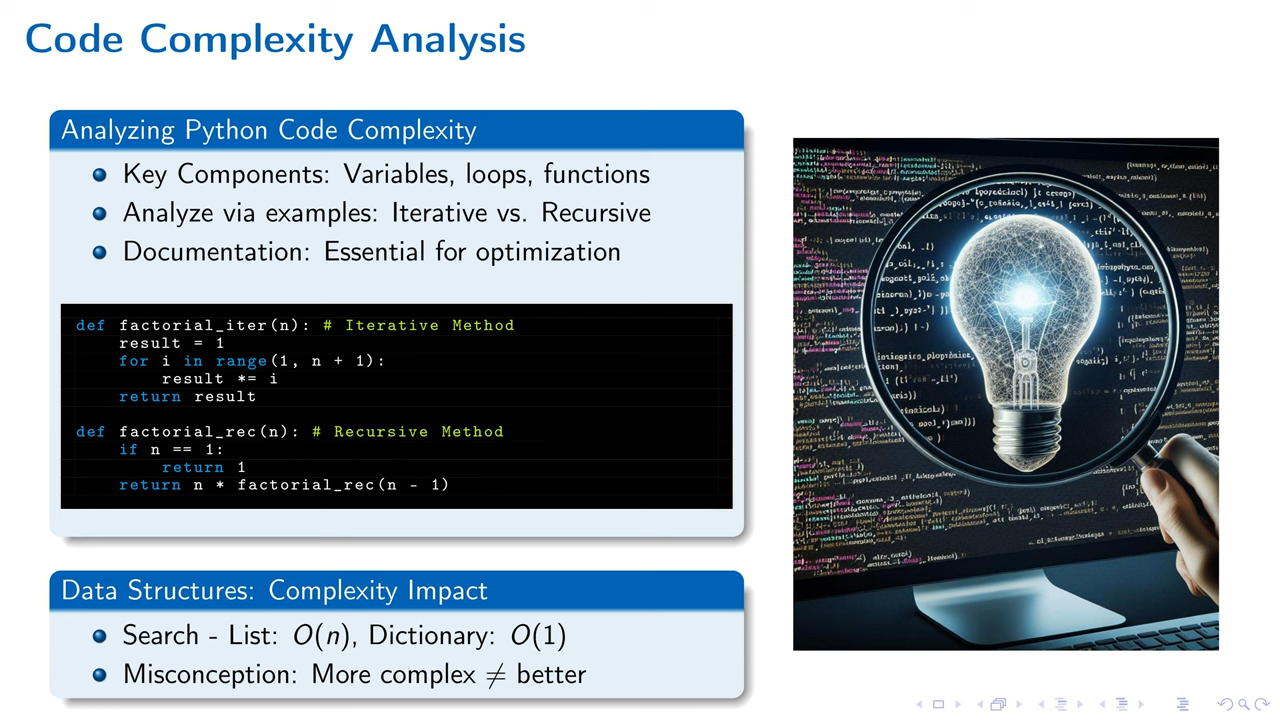 Code Complexity Analysis
Analyzing Python Code Complexity
Key Components: Variables, loops, functions
Analyze via examples: Iterative vs. Recursive
Documentation: Essential for optimization
def factorial_iter(n): # Iterative Method
    result = 1
    for i in range(1, n + 1):
        result *= i
    return result
def factorial_rec(n): # Recursive Method
    if n == 1:
        return 1
    return n * factorial_rec(n - 1)
Data Structures: Complexity Impact
Search - List: O(n), Dictionary: O(1)
Misconception: More complex ≠ better